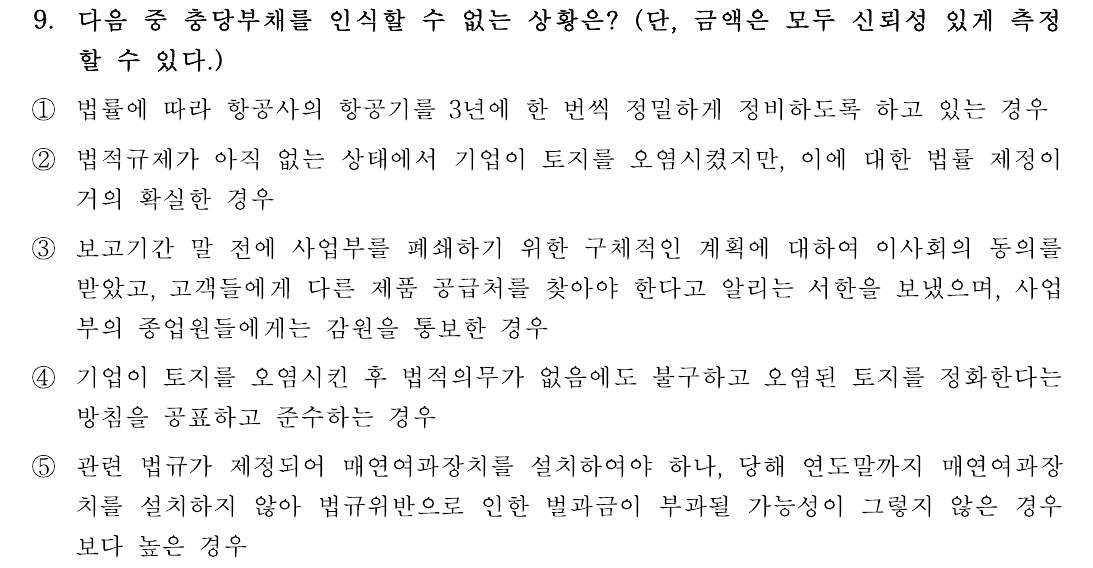 9. 다음 중 충당부채를 인식할 수 없는 상황은? (단, 금액은 모두 신뢰성 있게 측정
할 수 있다.)
① 법률에 따라 항공사의 항공기를 3년에 한 번씩 정밀하게 정비하도록 하고 있는 경우
② 법적규제가 아직 없는 상태에서 기업이 토지를 오염시켰지만, 이에 대한 법률 제정이
거의 확실한 경우
③ 보고기간 말 전에 사업부를 폐쇄하기 위한 구체적인 계획에 대하여 이사회의 동의를
받았고, 고객들에게 다른 제품 공급처를 찾아야 한다고 알리는 서한을 보냈으며, 사업
부의 종업원들에게는 감원을 통보한 경우
④ 기업이 토지를 오염시킨 후 법적의무가 없음에도 불구하고 오염된 토지를 정화한다는
방침을 공표하고 준수하는 경우
⑤ 관련 법규가 제정되어 매연여과장치를 설치하여야 하나, 당해 연도말까지 매연여과장
치를 설치하지 않아 법규위반으로 인한 벌과금이 부과될 가능성이 그렇지 않은 경우
보다 높은 경우